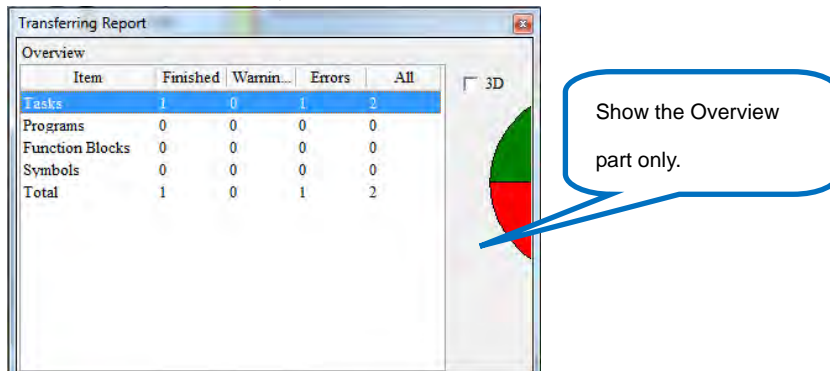 Transferring Report
Overview
Item Finished Warnin... Errors All
3D
Tasks 1 0 1 2
Programs 0 0 0 0
Function Blocks 0 0 0 0
Symbols 0 0 0 0
Total 1 0 1 2
Show the Overview
part only.